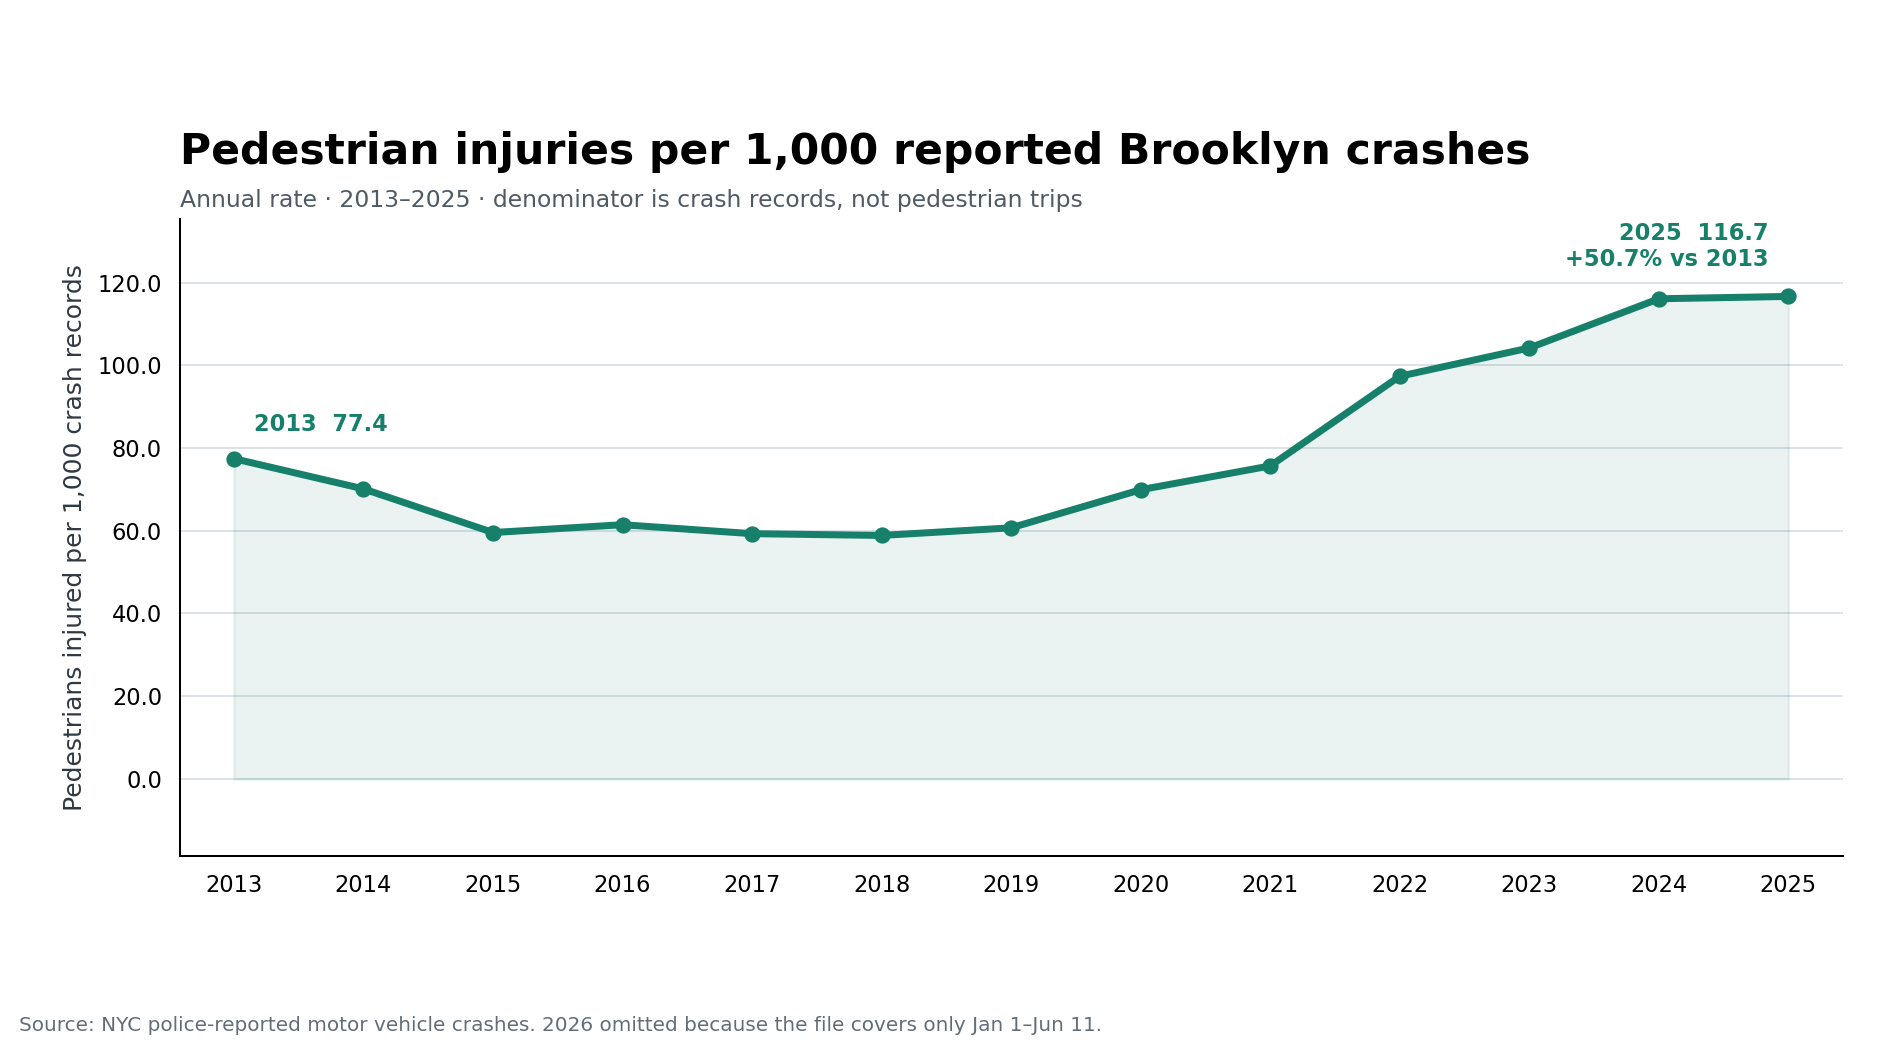 Pedestrian injuries per 1,000 reported Brooklyn crashes
Annual rate · 2013–2025 · denominator is crash records, not pedestrian trips
2025  116.7
+50.7% vs 2013
2013  77.4
Pedestrians injured per 1,000 crash records
120.0
100.0
80.0
60.0
40.0
20.0
0.0
2013 2014 2015 2016 2017 2018 2019 2020 2021 2022 2023 2024 2025
Source: NYC police-reported motor vehicle crashes. 2026 omitted because the file covers only Jan 1–Jun 11.